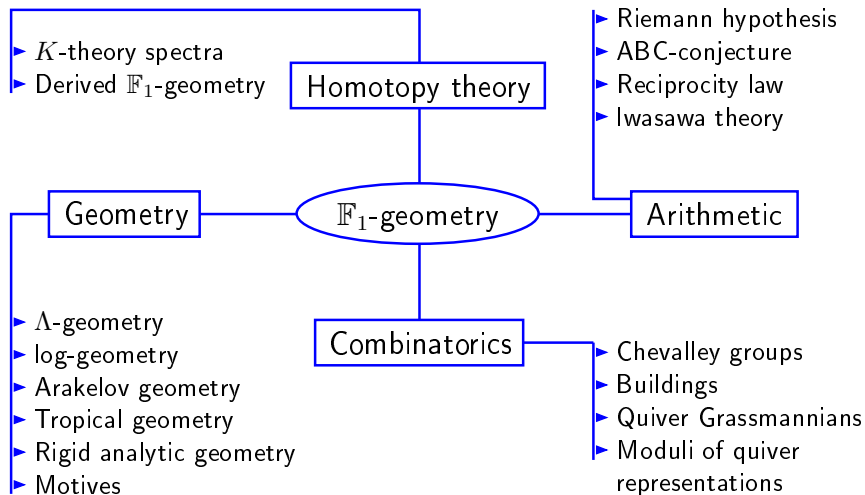 K-theory spectra
Derived 𝔽₁-geometry
Homotopy theory
Riemann hypothesis
ABC-conjecture
Reciprocity law
Iwasawa theory
Geometry
𝔽₁-geometry
Arithmetic
Λ-geometry
log-geometry
Arakelov geometry
Tropical geometry
Rigid analytic geometry
Motives
Combinatorics
Chevalley groups
Buildings
Quiver Grassmannians
Moduli of quiver
representations